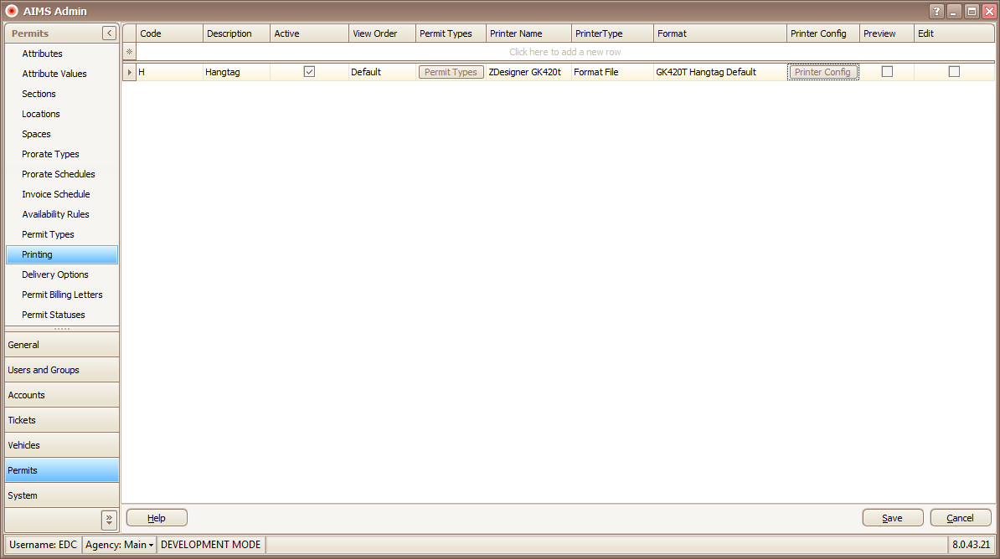 AIMS Admin
Permits
Attributes
Attribute Values
Sections
Locations
Spaces
Prorate Types
Prorate Schedules
Invoice Schedule
Availability Rules
Permit Types
Printing
Delivery Options
Permit Billing Letters
Permit Statuses
General
Users and Groups
Accounts
Tickets
Vehicles
Permits
System
Code Description Active View Order Permit Types Printer Name PrinterType Format Printer Config Preview Edit
Click here to add a new row
H Hangtag Default Permit Types ZDesigner GK420t Format File GK420T Hangtag Default Printer Config
Help Save Cancel
Username: EDC Agency: Main DEVELOPMENT MODE 8.0.43.21